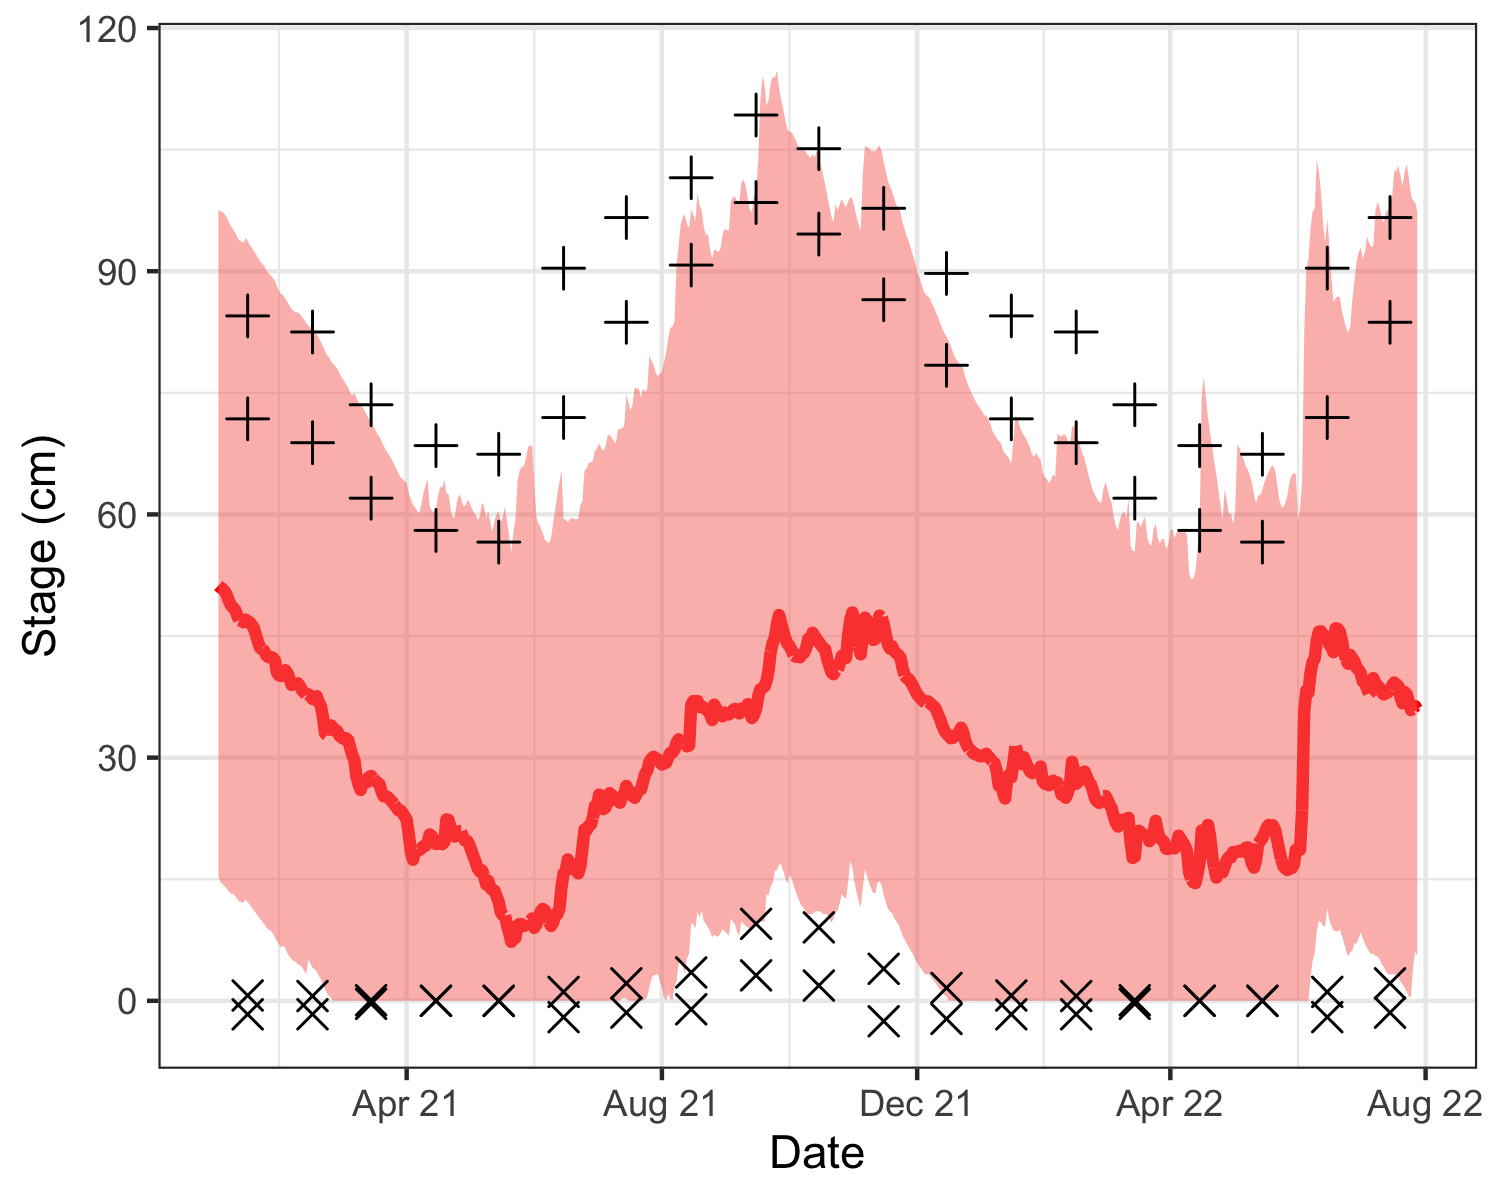 120
90
60
30
0
Stage (cm)
Apr 21
Aug 21
Dec 21
Apr 22
Aug 22
Date